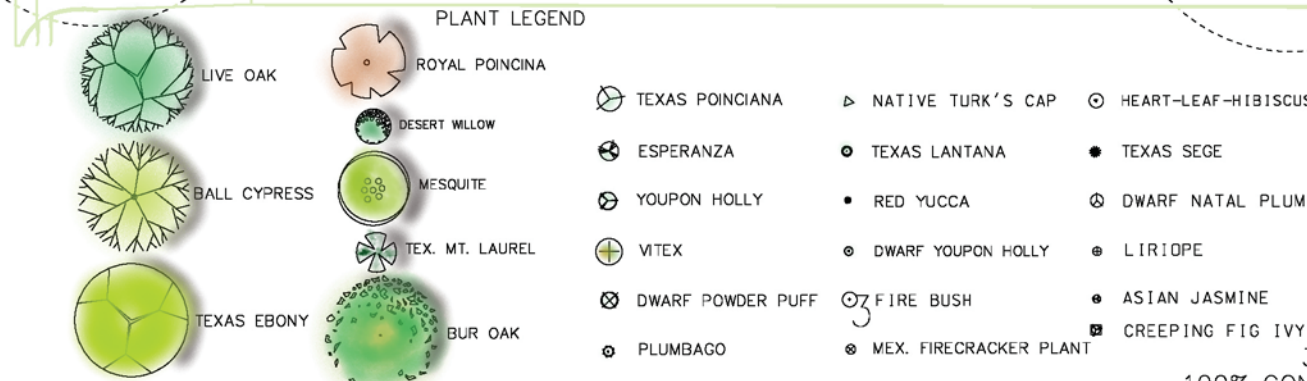 PLANT LEGEND
LIVE OAK
BALL CYPRESS
TEXAS EBONY
ROYAL POINCINA
DESERT WILLOW
MESQUITE
TEX. MT. LAUREL
BUR OAK
TEXAS POINCIANA
ESPERANZA
YOUPON HOLLY
VITEX
DWARF POWDER PUFF
PLUMBAGO
NATIVE TURK'S CAP
TEXAS LANTANA
RED YUCCA
DWARF YOUPON HOLLY
3 FIRE BUSH
MEX. FIRECRACKER PLANT
HEART-LEAF-HIBISCUS
TEXAS SEGE
DWARF NATAL PLUM
LIRIOPE
ASIAN JASMINE
CREEPING FIG IVY